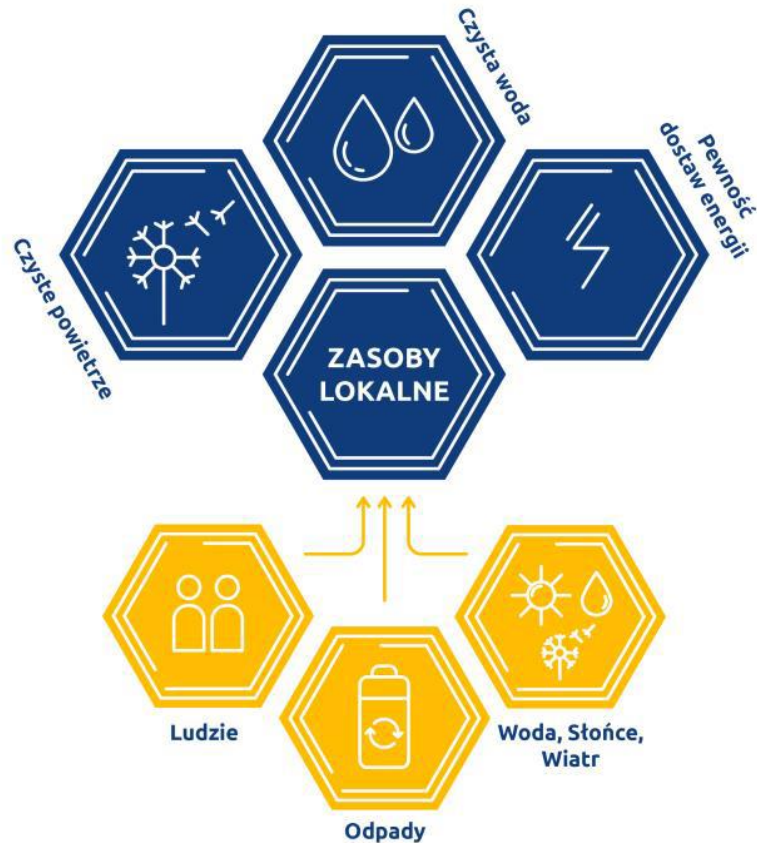 Czysta woda
Pewność
dostaw energii
Czyste powietrze
ZASOBY
LOKALNE
Ludzie
Woda, Słońce,
Wiatr
Odpady